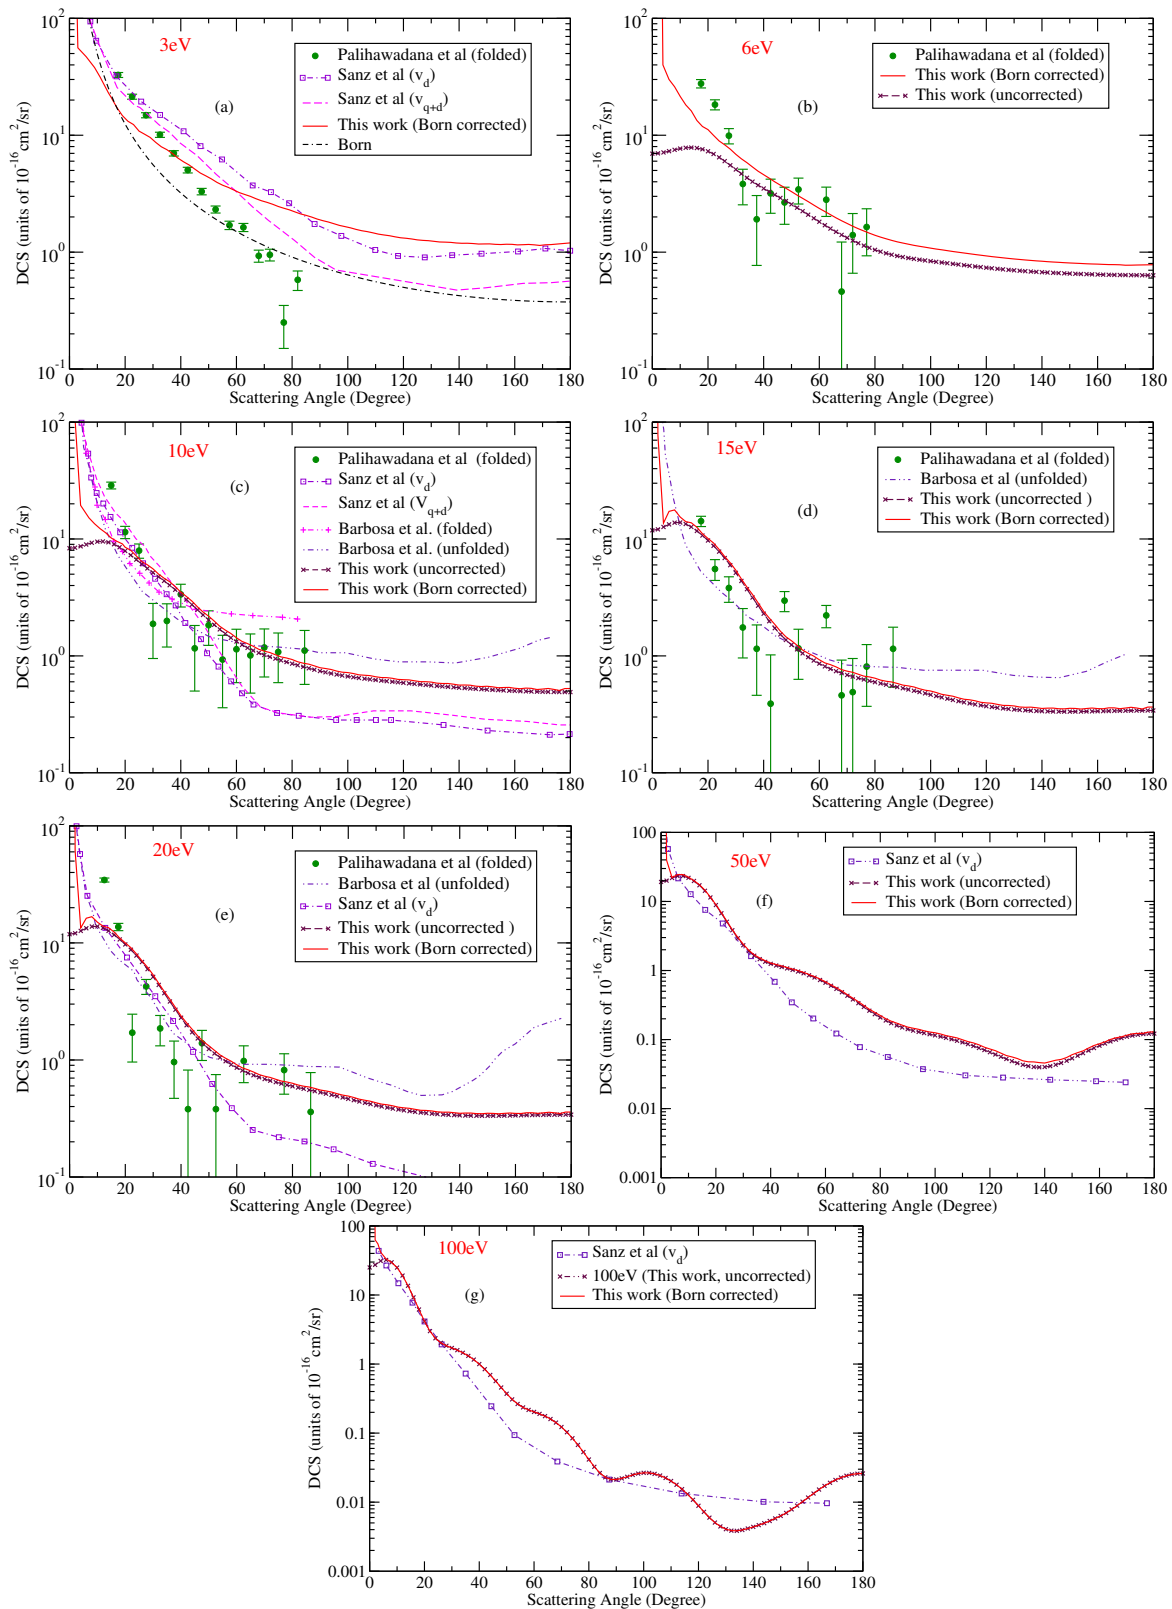 3eV
(a)
Palihawadana et al (folded)
Sanz et al (v_d)
Sanz et al (v_{q+d})
This work (Born corrected)
Born
DCS (units of 10^{-16} cm^2/sr)
10^2
10^1
10^0
10^{-1}
0 20 40 60 80 100 120 140 160 180
Scattering Angle (Degree)
6eV
(b)
Palihawadana et al (folded)
This work (Born corrected)
This work (uncorrected)
DCS (units of 10^{-16} cm^2/sr)
10^2
10^1
10^0
10^{-1}
0 20 40 60 80 100 120 140 160 180
Scattering Angle (Degree)
10eV
(c)
Palihawadana et al (folded)
Sanz et al (v_d)
Sanz et al (V_{q+d})
Barbosa et al. (folded)
Barbosa et al. (unfolded)
This work (uncorrected)
This work (Born corrected)
DCS (units of 10^{-16} cm^2/sr)
10^2
10^1
10^0
10^{-1}
0 20 40 60 80 100 120 140 160 180
Scattering Angle (Degree)
15eV
(d)
Palihawadana et al (folded)
Barbosa et al (unfolded)
This work (uncorrected )
This work (Born corrected)
DCS (units of 10^{-16} cm^2/sr)
10^2
10^1
10^0
10^{-1}
0 20 40 60 80 100 120 140 160 180
Scattering Angle (Degree)
20eV
(e)
Palihawadana et al (folded)
Barbosa et al (unfolded)
Sanz et al (v_d)
This work (uncorrected )
This work (Born corrected)
DCS (units of 10^{-16} cm^2/sr)
10^2
10^1
10^0
10^{-1}
0 20 40 60 80 100 120 140 160 180
Scattering Angle (Degree)
50eV
(f)
Sanz et al (v_d)
This work (uncorrected)
This work (Born corrected)
DCS (units of 10^{-16} cm^2/sr)
100
10
1
0.1
0.01
0.001
0 20 40 60 80 100 120 140 160 180
Scattering Angle (Degree)
100eV
(g)
Sanz et al (v_d)
100eV (This work, uncorrected)
This work (Born corrected)
DCS (units of 10^{-16} cm^2/sr)
100
10
1
0.1
0.01
0.001
0 20 40 60 80 100 120 140 160 180
Scattering Angle (Degree)